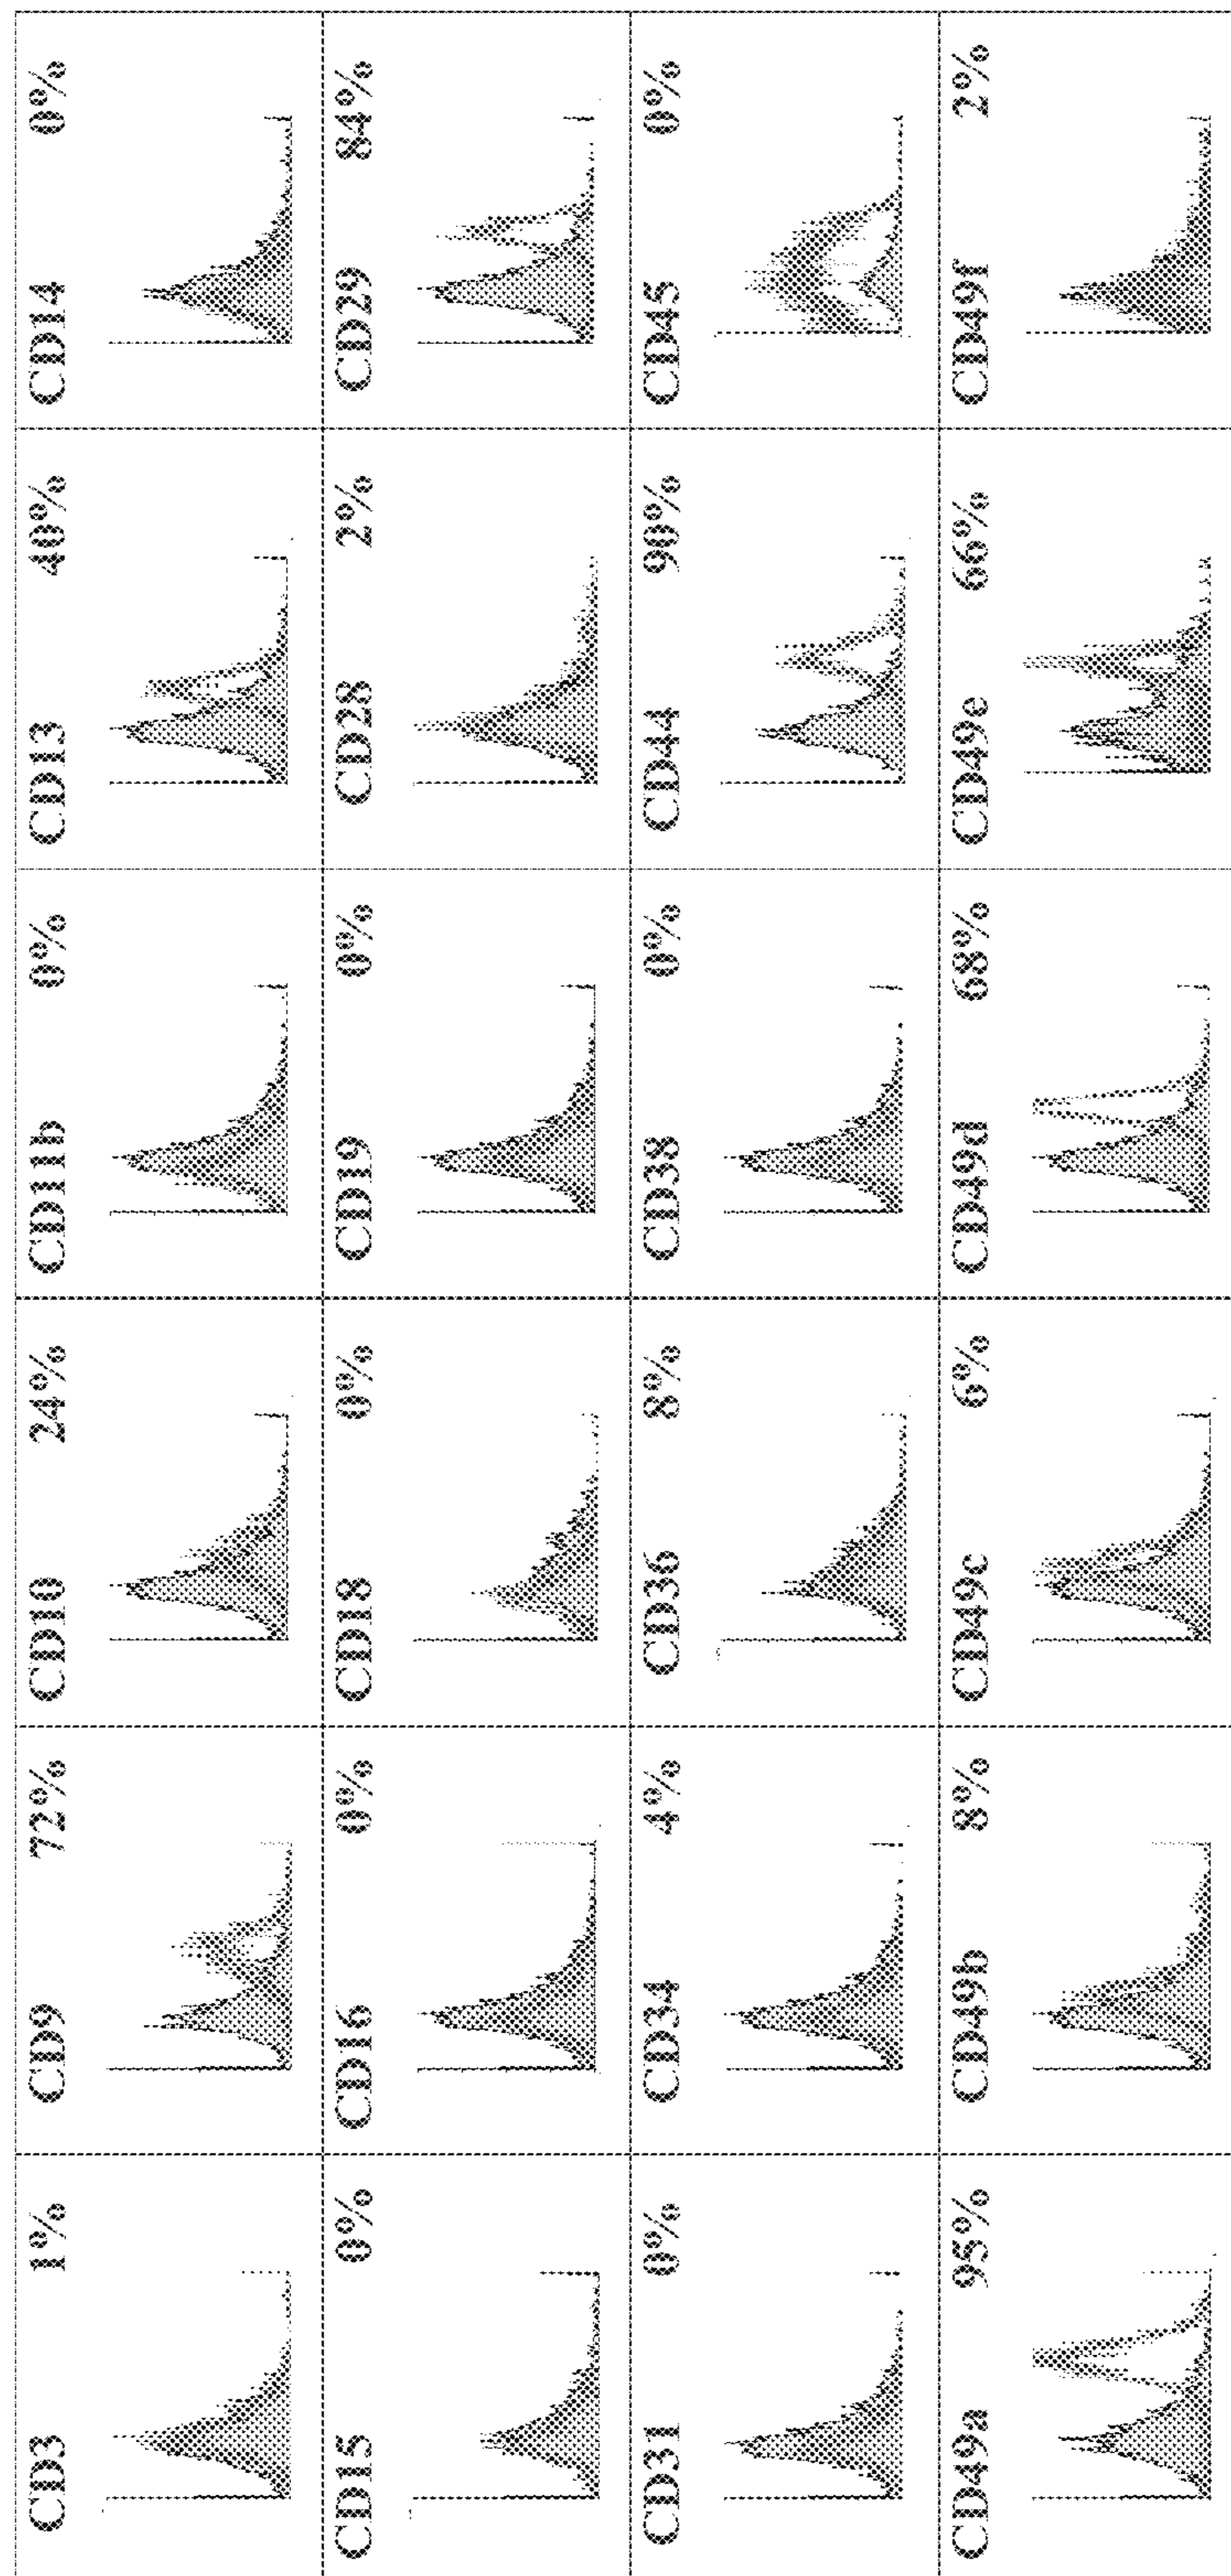 CD3 1%
CD9 72%
CD10 24%
CD11b 0%
CD13 40%
CD14 0%
CD15 0%
CD16 0%
CD18 0%
CD19 0%
CD28 2%
CD29 84%
CD31 0%
CD34 4%
CD36 8%
CD38 0%
CD44 90%
CD45 0%
CD49a 95%
CD49b 8%
CD49c 6%
CD49d 68%
CD49e 66%
CD49f 2%